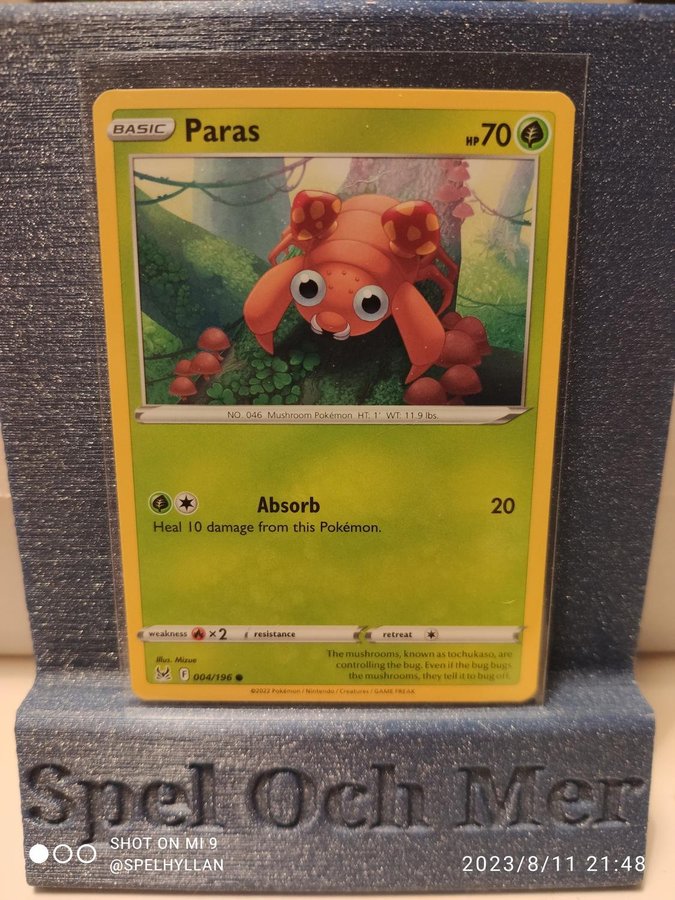 BASIC Paras HP 70
NO. 046 Mushroom Pokémon HT: 1' WT: 11.9 lbs.
Absorb 20
Heal 10 damage from this Pokémon.
weakness ×2 resistance retreat
Illus. Mizue
The mushrooms, known as tochukaso, are
controlling the bug. Even if the bug bugs
the mushrooms, they tell it to bug off.
F 004/196
©2022 Pokémon / Nintendo / Creatures / GAME FREAK
Spel Och Mer
SHOT ON MI 9
@SPELHYLLAN
2023/8/11 21:48